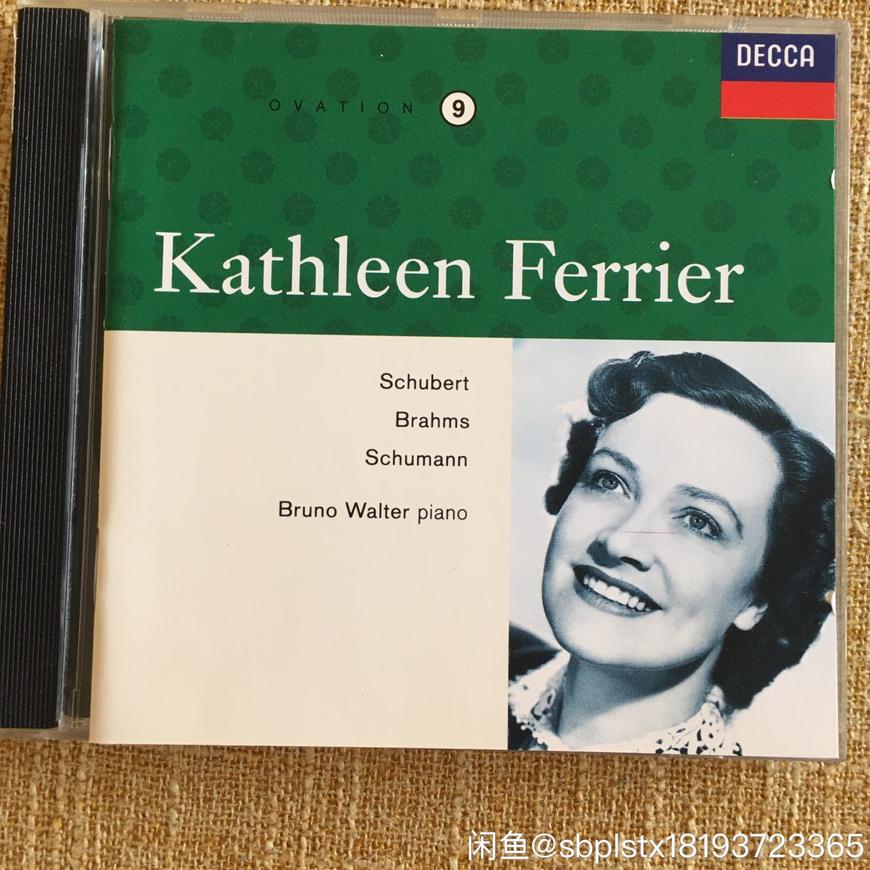 DECCA
OVATION 9
Kathleen Ferrier
Schubert
Brahms
Schumann
Bruno Walter piano
闲鱼@sbplstx18193723365